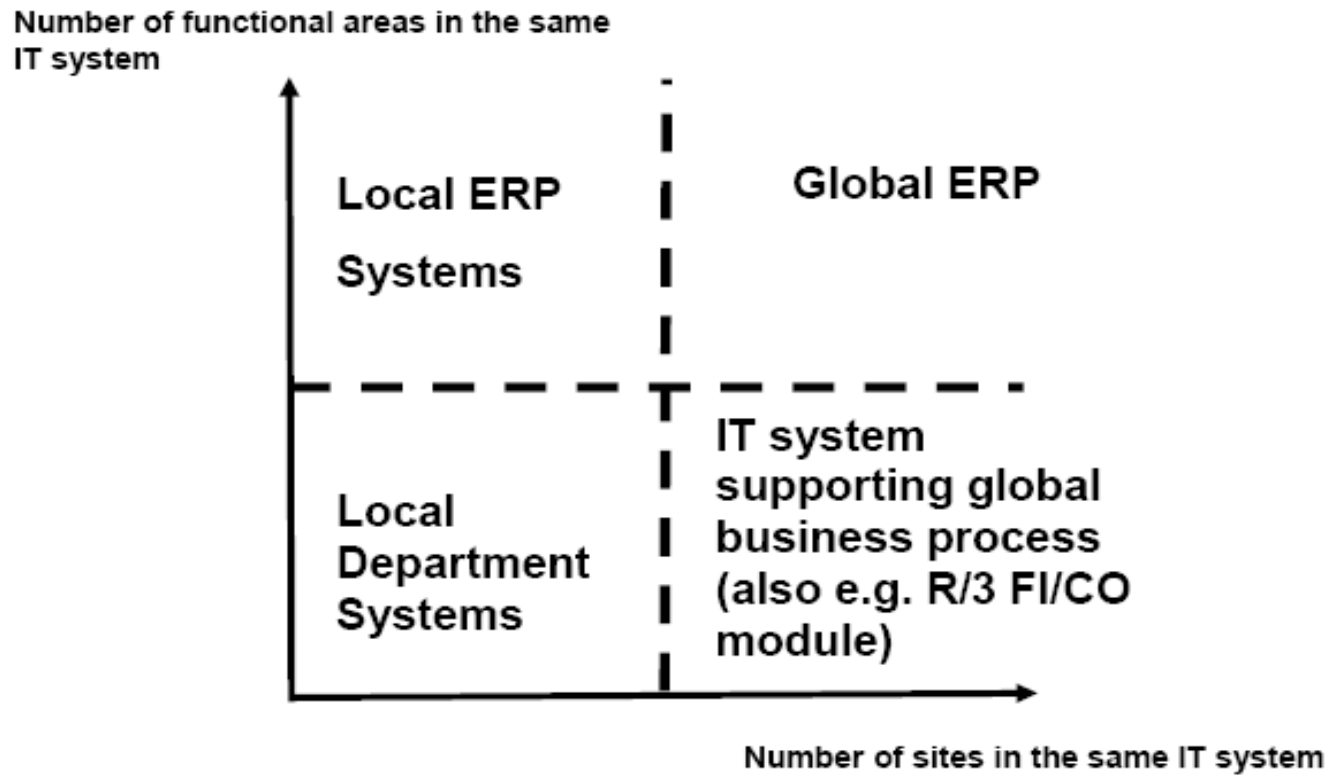 Number of functional areas in the same
IT system
Local ERP
Systems
Global ERP
Local
Department
Systems
IT system
supporting global
business process
(also e.g. R/3 FI/CO
module)
Number of sites in the same IT system